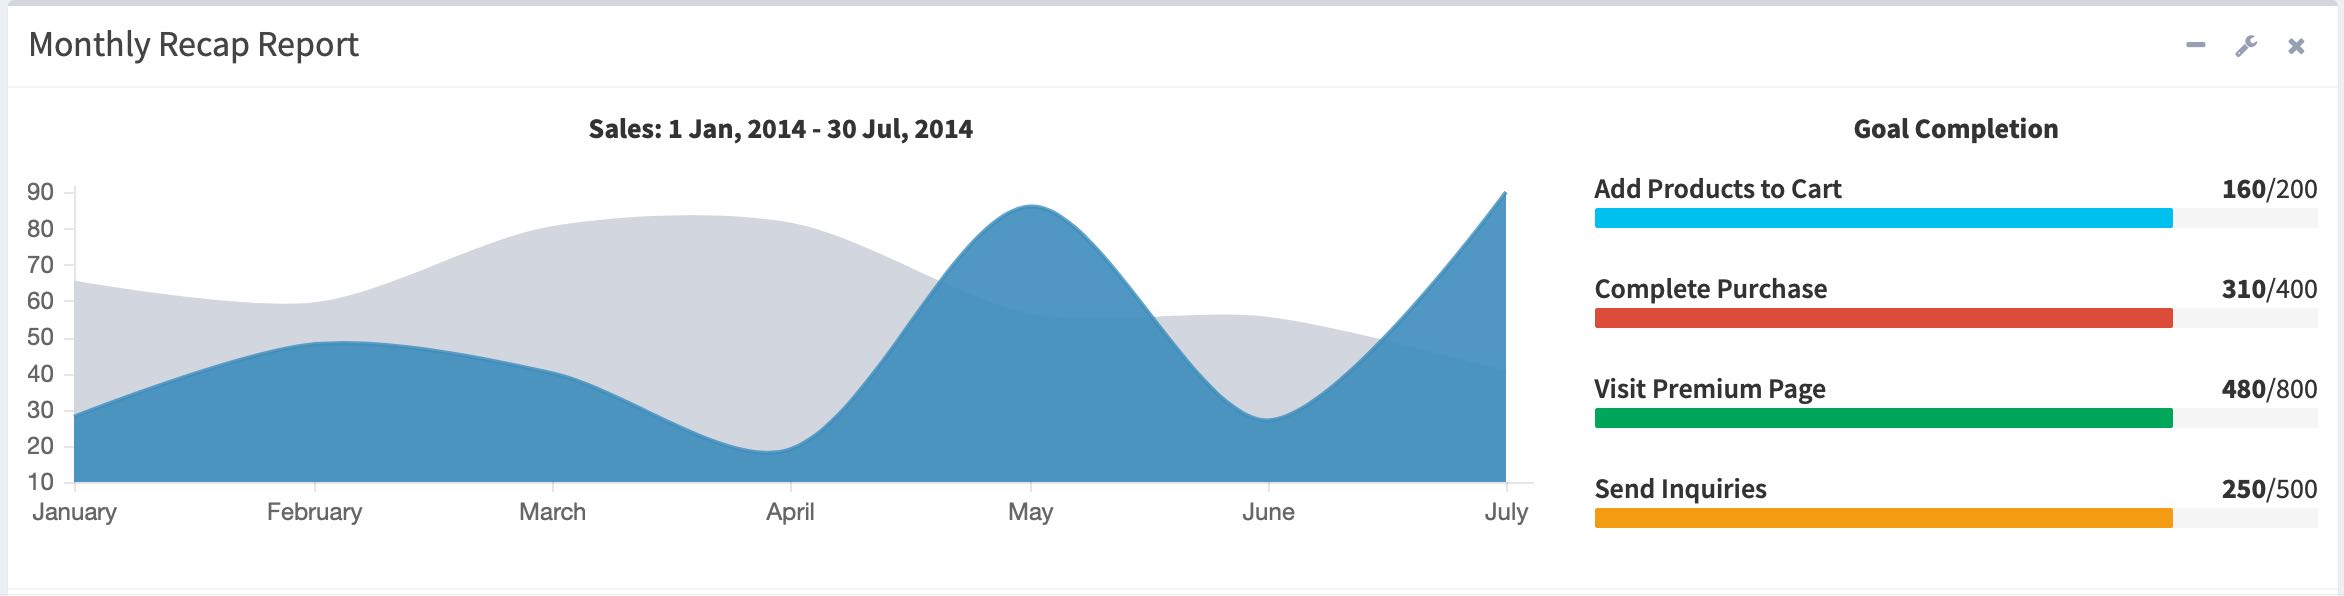 Monthly Recap Report
Sales: 1 Jan, 2014 - 30 Jul, 2014
90
80
70
60
50
40
30
20
10
January February March April May June July
Goal Completion
Add Products to Cart 160/200
Complete Purchase 310/400
Visit Premium Page 480/800
Send Inquiries 250/500